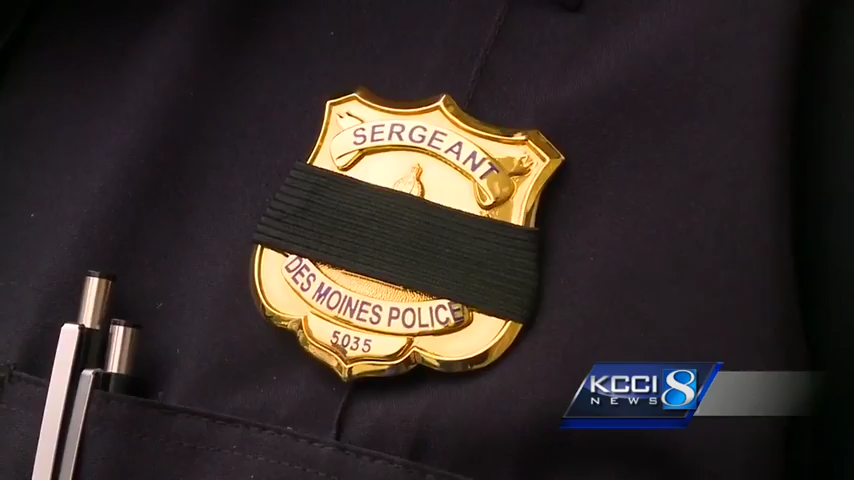 SERGEANT
DES MOINES POLICE
5035
KCCI 8
NEWS